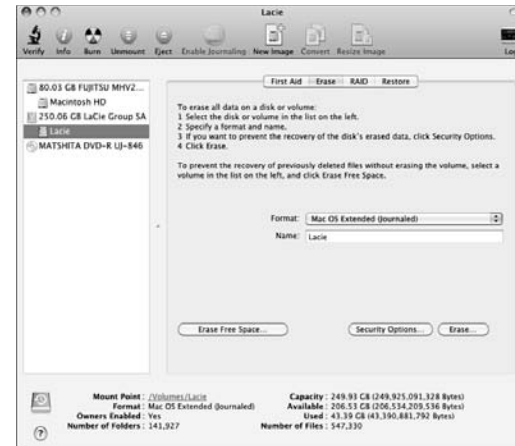 Lacie
Verify Info Burn Unmount Eject Enable Journaling New Image Convert Resize Image
80.03 GB FUJITSU MHV2...
Macintosh HD
250.06 GB LaCie Group SA
Lacie
MATSHITA DVD-R UJ-846
First Aid Erase RAID Restore
To erase all data on a disk or volume:
1 Select the disk or volume in the list on the left.
2 Specify a format and name.
3 If you want to prevent the recovery of the disk's erased data, click Security Options.
4 Click Erase.
To prevent the recovery of previously deleted files without erasing the volume, select a
volume in the list on the left, and click Erase Free Space.
Format: Mac OS Extended (Journaled)
Name: Lacie
Erase Free Space... Security Options... Erase...
Mount Point: /Volumes/Lacie
Format: Mac OS Extended (Journaled)
Owners Enabled: Yes
Number of Folders: 141,927
Capacity: 249.93 GB (249,925,091,328 Bytes)
Available: 206.53 GB (206,534,209,536 Bytes)
Used: 43.39 GB (43,390,881,792 Bytes)
Number of Files: 547,330